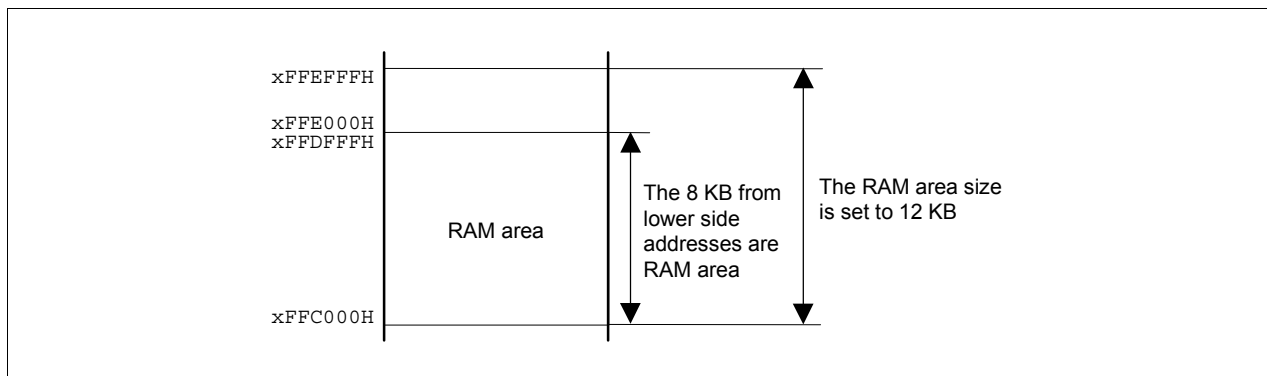 xFFEFFFH
xFFE000H
xFFDFFFH
RAM area
The 8 KB from
lower side
addresses are
RAM area
The RAM area size
is set to 12 KB
xFFC000H